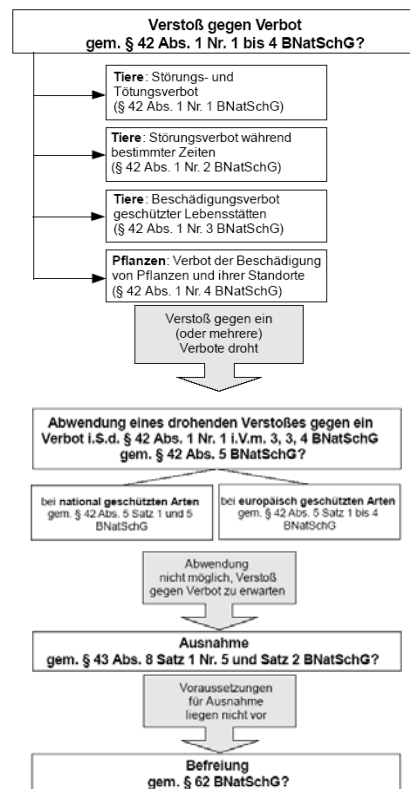 Verstoß gegen Verbot
gem. § 42 Abs. 1 Nr. 1 bis 4 BNatSchG?
Tiere: Störungs- und
Tötungsverbot
(§ 42 Abs. 1 Nr. 1 BNatSchG)
Tiere: Störungsverbot während
bestimmter Zeiten
(§ 42 Abs. 1 Nr. 2 BNatSchG)
Tiere: Beschädigungsverbot
geschützter Lebensstätten
(§ 42 Abs. 1 Nr. 3 BNatSchG)
Pflanzen: Verbot der Beschädigung
von Pflanzen und ihrer Standorte
(§ 42 Abs. 1 Nr. 4 BNatSchG)
Verstoß gegen ein
(oder mehrere)
Verbote droht
Abwendung eines drohenden Verstoßes gegen ein
Verbot i.S.d. § 42 Abs. 1 Nr. 1 i.V.m. 3, 3, 4 BNatSchG
gem. § 42 Abs. 5 BNatSchG?
bei national geschützten Arten
gem. § 42 Abs. 5 Satz 1 und 5
BNatSchG
bei europäisch geschützten Arten
gem. § 42 Abs. 5 Satz 1 bis 4
BNatSchG
Abwendung
nicht möglich, Verstoß
gegen Verbot zu erwarten
Ausnahme
gem. § 43 Abs. 8 Satz 1 Nr. 5 und Satz 2 BNatSchG?
Voraussetzungen
für Ausnahme
liegen nicht vor
Befreiung
gem. § 62 BNatSchG?